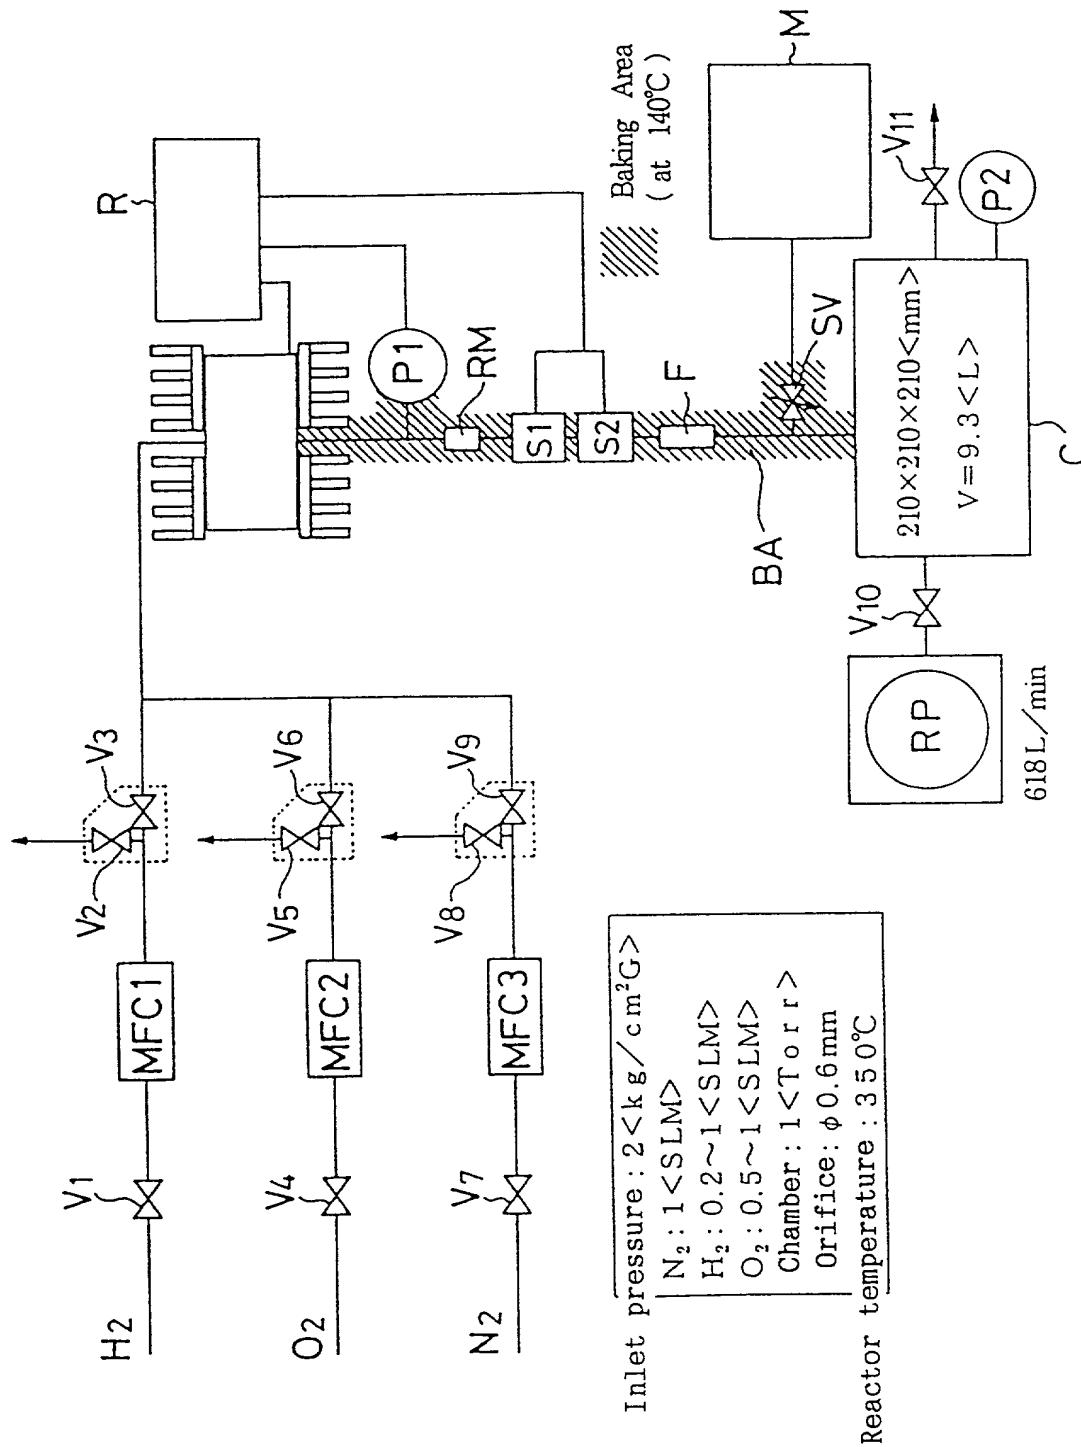 H2
V1
MFC1
V2
V3
O2
V4
MFC2
V5
V6
N2
V7
MFC3
V8
V9
R
P1
RM
S1
S2
F
BA
SV
M
Baking Area
( at 140℃ )
RP
618L/min
V10
210×210×210<mm>
V=9.3<L>
C
V11
P2
Inlet pressure : 2<kg/cm²G>
N₂ : 1<SLM>
H₂ : 0.2~1<SLM>
O₂ : 0.5~1<SLM>
Chamber : 1<Torr>
Orifice : φ0.6mm
Reactor temperature : 350℃